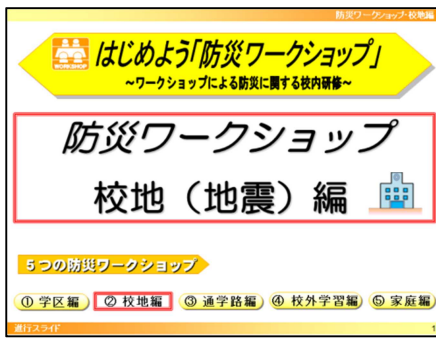 防災ワークショップ・校地編
WORKSHOP
はじめよう「防災ワークショップ」
~ワークショップによる防災に関する校内研修~
防災ワークショップ
校地（地震）編
5つの防災ワークショップ
① 学区編 ② 校地編 ③ 通学路編 ④ 校外学習編 ⑤ 家庭編
進行スライド 1